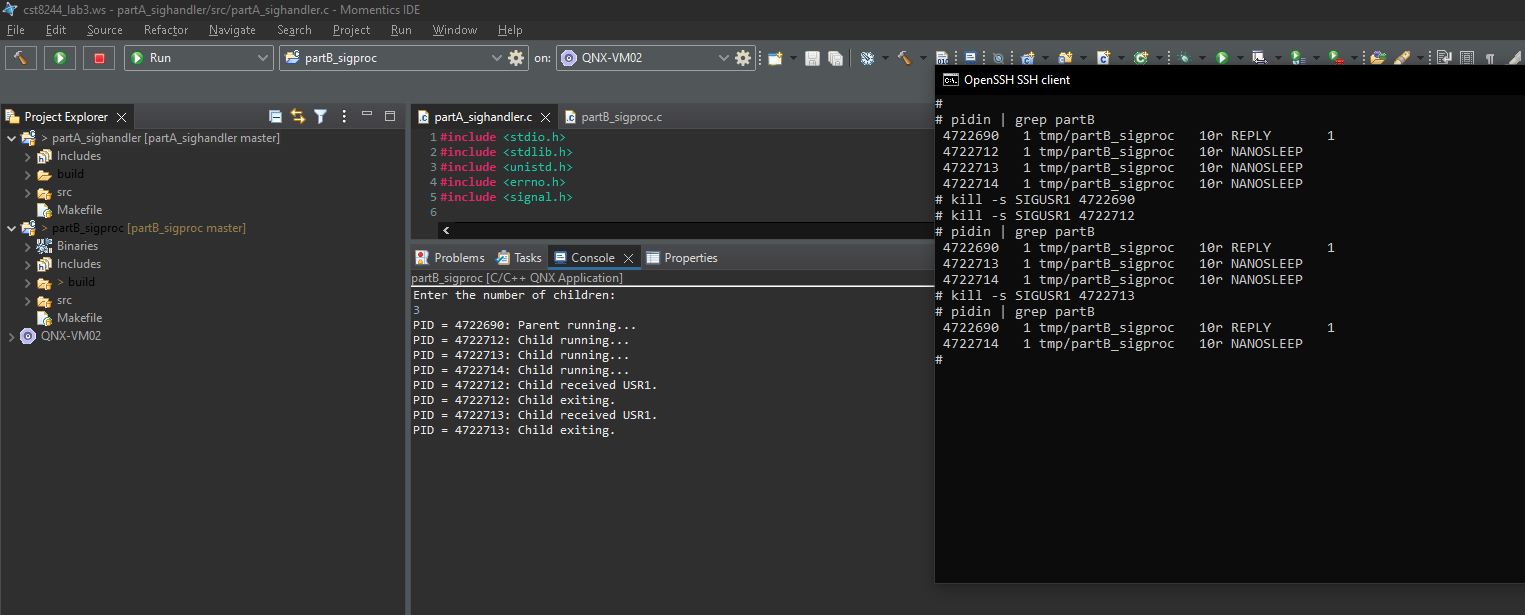 cst8244_lab3.ws - partA_sighandler/src/partA_sighandler.c - Momentics IDE
File Edit Source Refactor Navigate Search Project Run Window Help
Run partB_sigproc on: QNX-VM02
Project Explorer
> partA_sighandler [partA_sighandler master]
Includes
build
src
Makefile
> partB_sigproc [partB_sigproc master]
Binaries
Includes
> build
src
Makefile
QNX-VM02
partA_sighandler.c partB_sigproc.c
1 #include <stdio.h>
2 #include <stdlib.h>
3 #include <unistd.h>
4 #include <errno.h>
5 #include <signal.h>
6
Problems Tasks Console Properties
partB_sigproc [C/C++ QNX Application]
Enter the number of children:
3
PID = 4722690: Parent running...
PID = 4722712: Child running...
PID = 4722713: Child running...
PID = 4722714: Child running...
PID = 4722712: Child received USR1.
PID = 4722712: Child exiting.
PID = 4722713: Child received USR1.
PID = 4722713: Child exiting.
OpenSSH SSH client
#
# pidin | grep partB
4722690 1 tmp/partB_sigproc 10r REPLY 1
4722712 1 tmp/partB_sigproc 10r NANOSLEEP
4722713 1 tmp/partB_sigproc 10r NANOSLEEP
4722714 1 tmp/partB_sigproc 10r NANOSLEEP
# kill -s SIGUSR1 4722690
# kill -s SIGUSR1 4722712
# pidin | grep partB
4722690 1 tmp/partB_sigproc 10r REPLY 1
4722713 1 tmp/partB_sigproc 10r NANOSLEEP
4722714 1 tmp/partB_sigproc 10r NANOSLEEP
# kill -s SIGUSR1 4722713
# pidin | grep partB
4722690 1 tmp/partB_sigproc 10r REPLY 1
4722714 1 tmp/partB_sigproc 10r NANOSLEEP
#